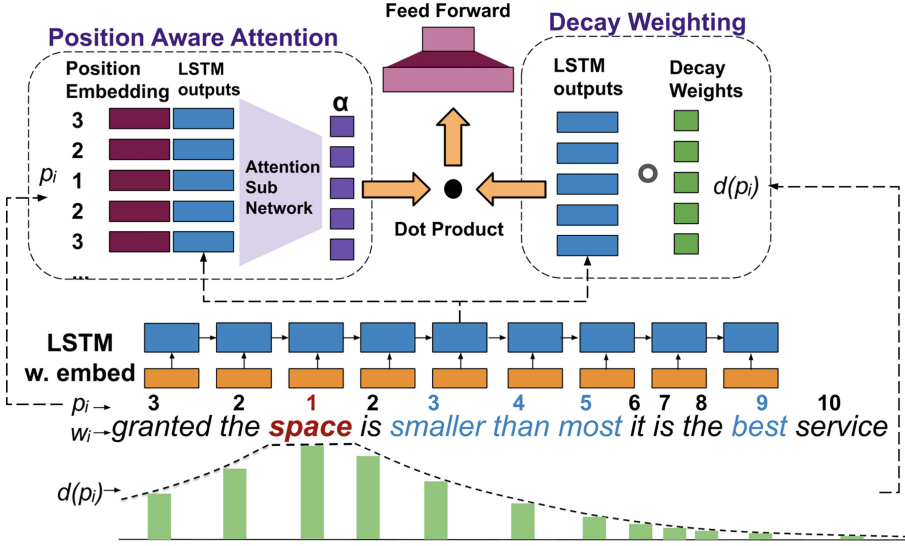 Feed Forward
Position Aware Attention
Decay Weighting
Position Embedding
LSTM outputs
α
3
2
1
2
3
...
pᵢ
Attention Sub Network
Dot Product
LSTM outputs
Decay Weights
d(pᵢ)
LSTM w. embed
pᵢ 3 2 1 2 3 4 5 6 7 8 9 10
wᵢ granted the space is smaller than most it is the best service
d(pᵢ)